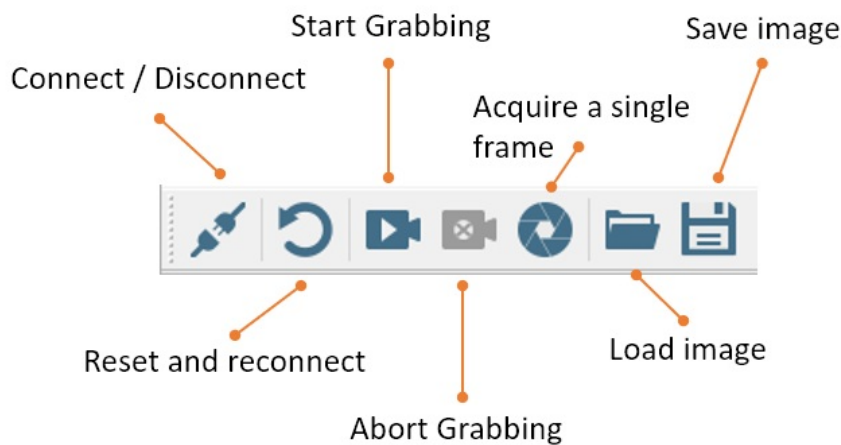 Start Grabbing
Save image
Connect / Disconnect
Acquire a single
frame
Reset and reconnect
Load image
Abort Grabbing